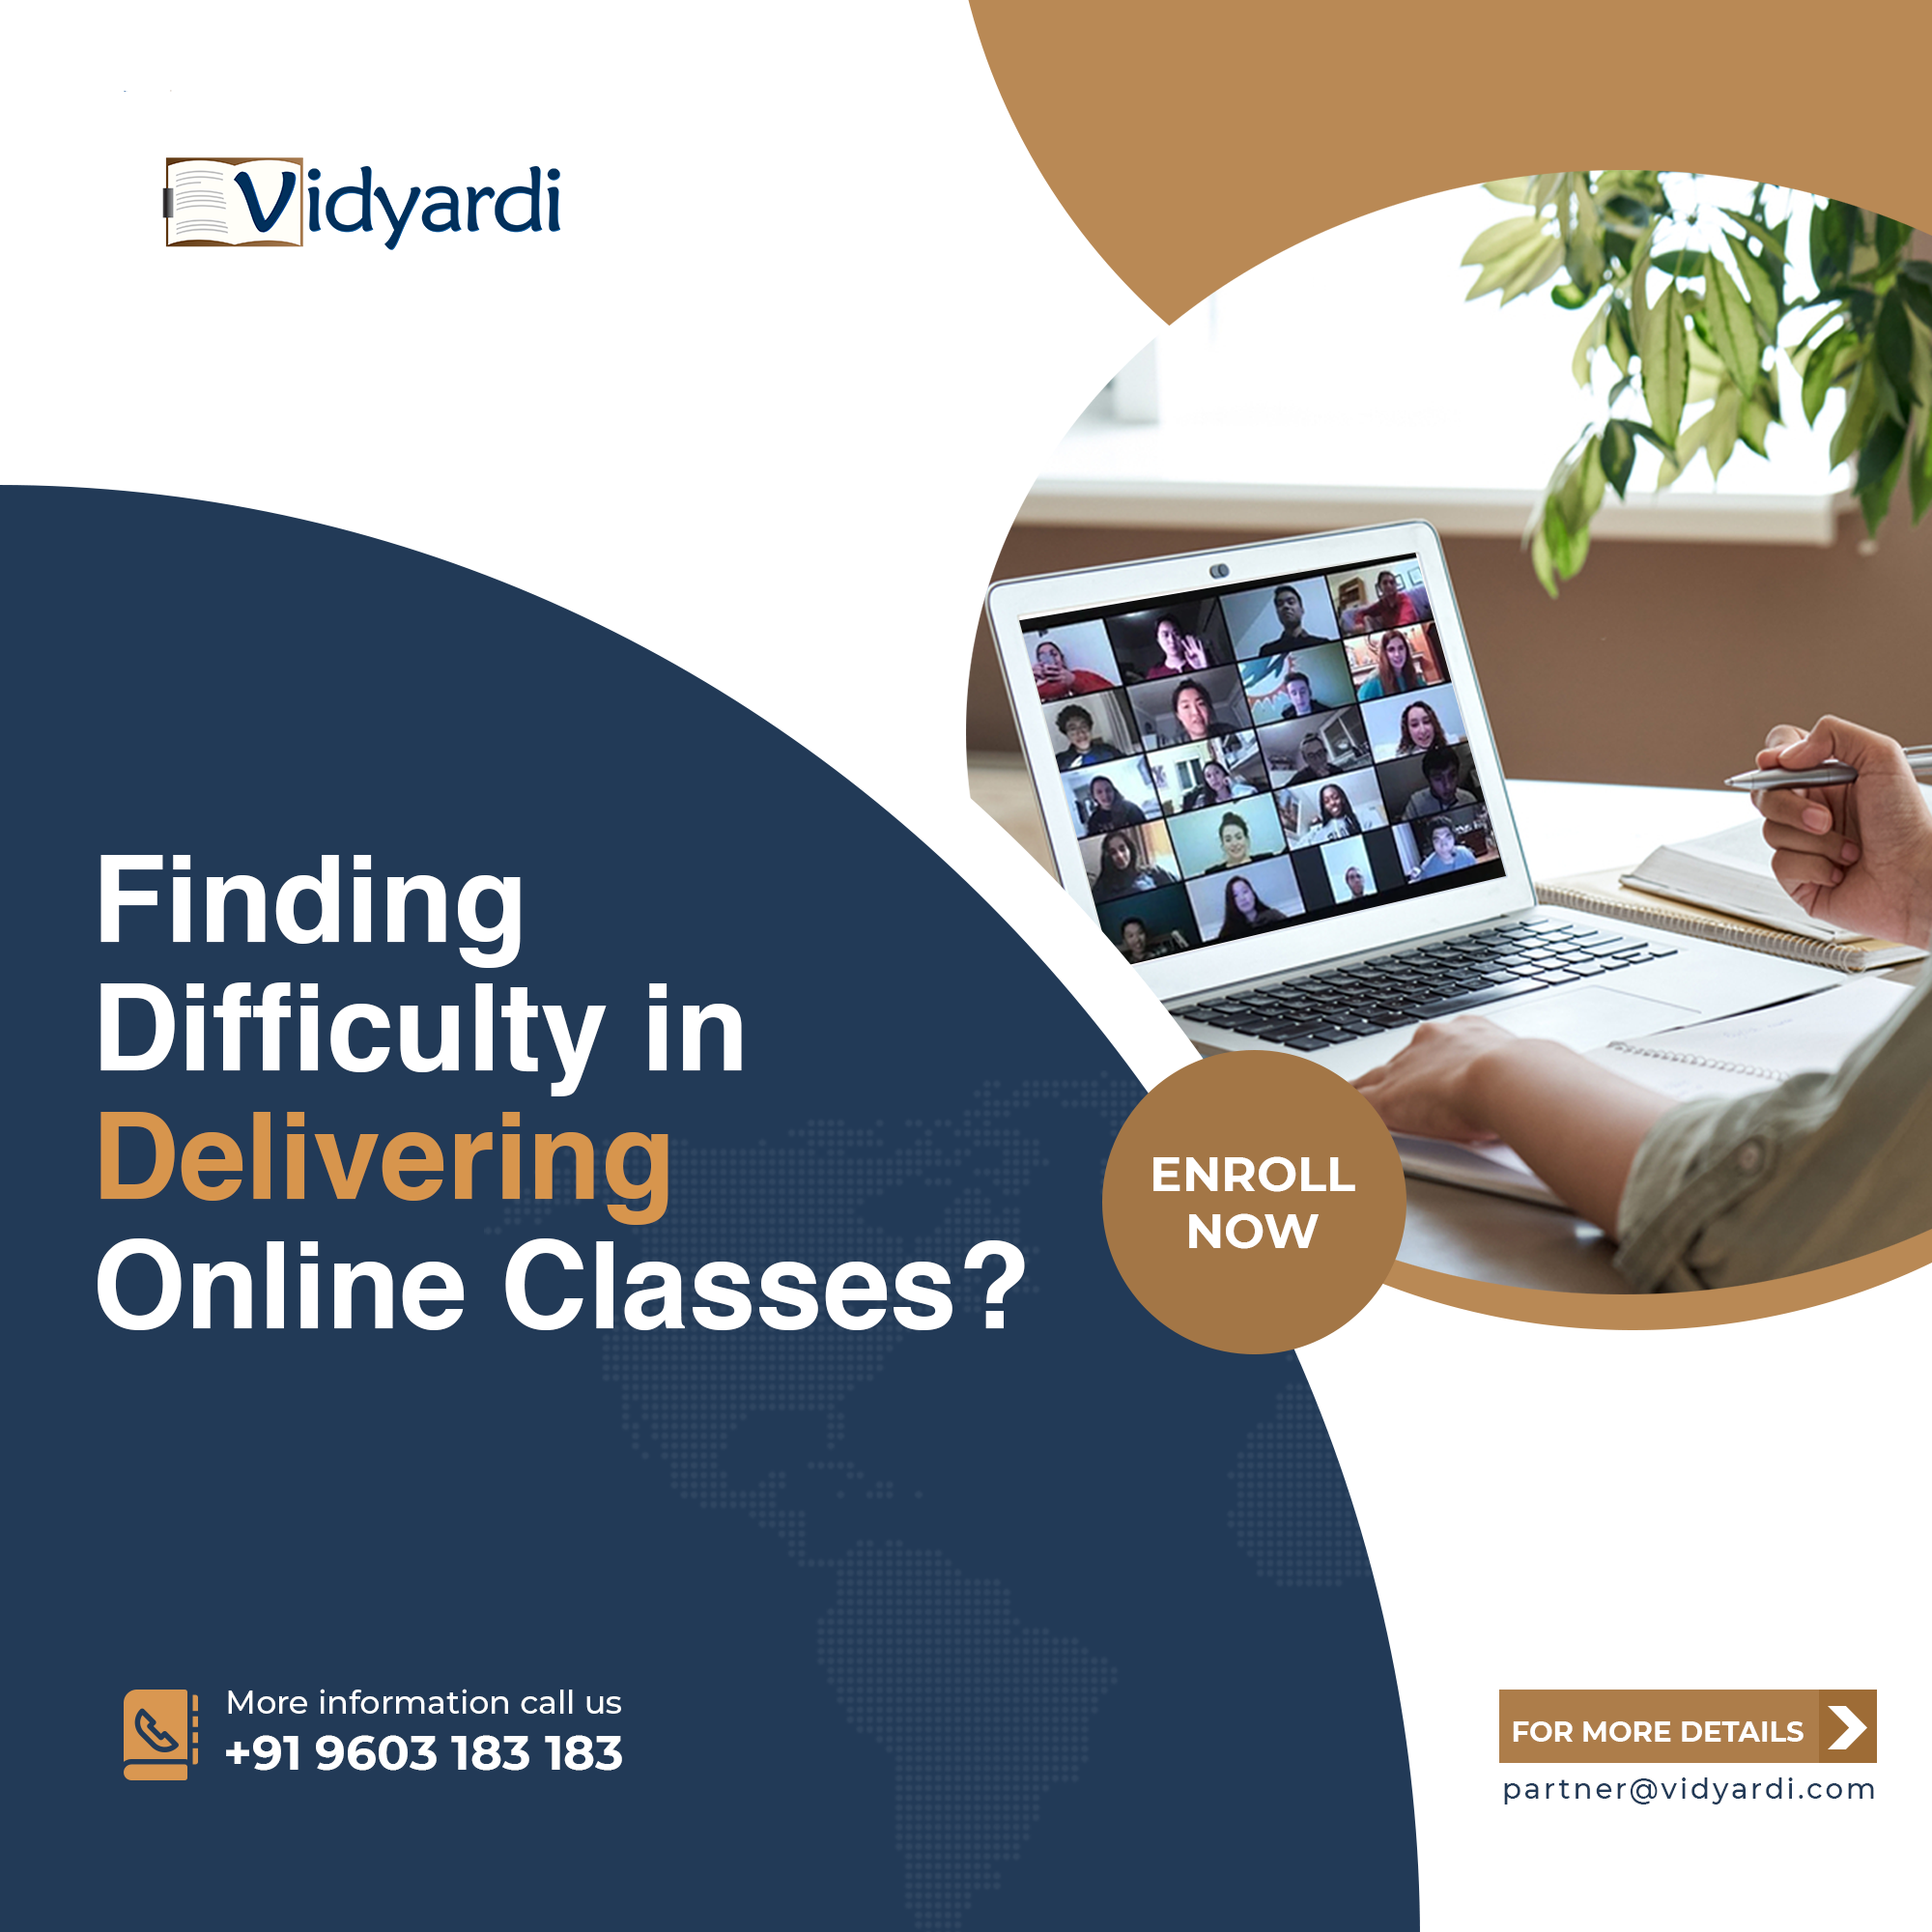 Vidyardi
Finding
Difficulty in
Delivering
Online Classes?
ENROLL
NOW
More information call us
+91 9603 183 183
FOR MORE DETAILS
partner@vidyardi.com